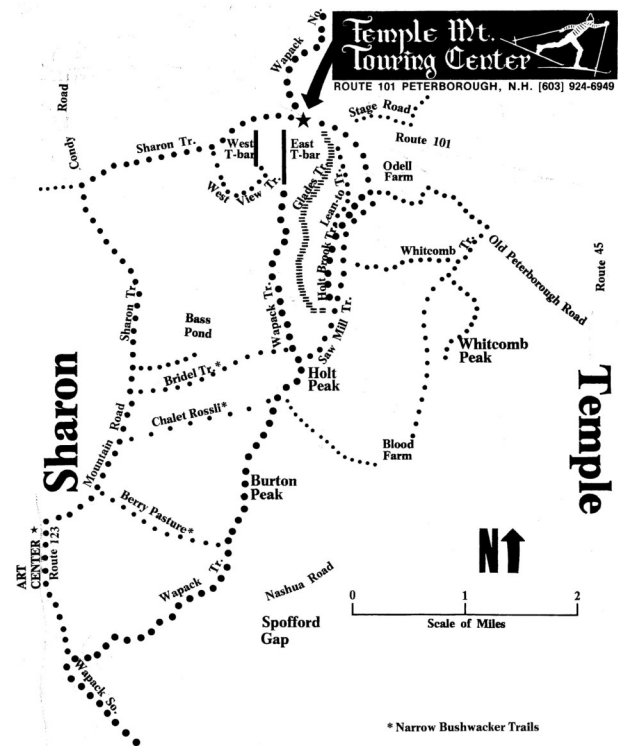 Temple Mt.
Touring Center
ROUTE 101 PETERBOROUGH, N.H. [603] 924-6949
Wapack No.
Stage Road
Route 101
Condy Road
Sharon Tr.
West T-bar
East T-bar
West View Tr.
Glades Tr.
Lean-to Tr.
Odell
Farm
Holt Brook Tr.
Whitcomb Tr.
Old Peterborough Road
Route 45
Sharon Tr.
Bass
Pond
Wapack Tr.
Saw Mill Tr.
Whitcomb
Peak
Bridel Tr.*
Holt
Peak
Sharon
Temple
Chalet Rossli*
Mountain Road
Blood
Farm
Burton
Peak
Berry Pasture*
ART
CENTER ★
Route 123
N
Wapack Tr.
Nashua Road
0 1 2
Scale of Miles
Spofford
Gap
Wapack So.
* Narrow Bushwacker Trails